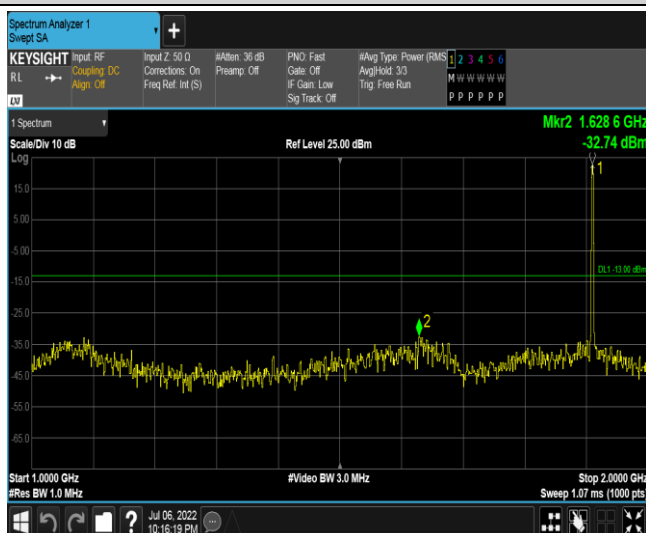 Spectrum Analyzer 1
Swept SA
KEYSIGHT
RL
LXI
Input: RF
Coupling: DC
Align: Off
Input Z: 50 Ω
Corrections: On
Freq Ref: Int (S)
#Atten: 36 dB
Preamp: Off
PNO: Fast
Gate: Off
IF Gain: Low
Sig Track: Off
#Avg Type: Power (RMS
Avg|Hold: 3/3
Trig: Free Run
1 2 3 4 5 6
M W W W W W
P P P P P P
1 Spectrum
Mkr2 1.628 6 GHz
Scale/Div 10 dB
Ref Level 25.00 dBm
-32.74 dBm
Log
1
15.0
5.00
-5.00
DL1 -13.00 dBm
-15.0
-25.0
2
-35.0
-45.0
-55.0
-65.0
Start 1.0000 GHz
#Video BW 3.0 MHz
Stop 2.0000 GHz
#Res BW 1.0 MHz
Sweep 1.07 ms (1000 pts)
?
Jul 06, 2022
10:16:19 PM